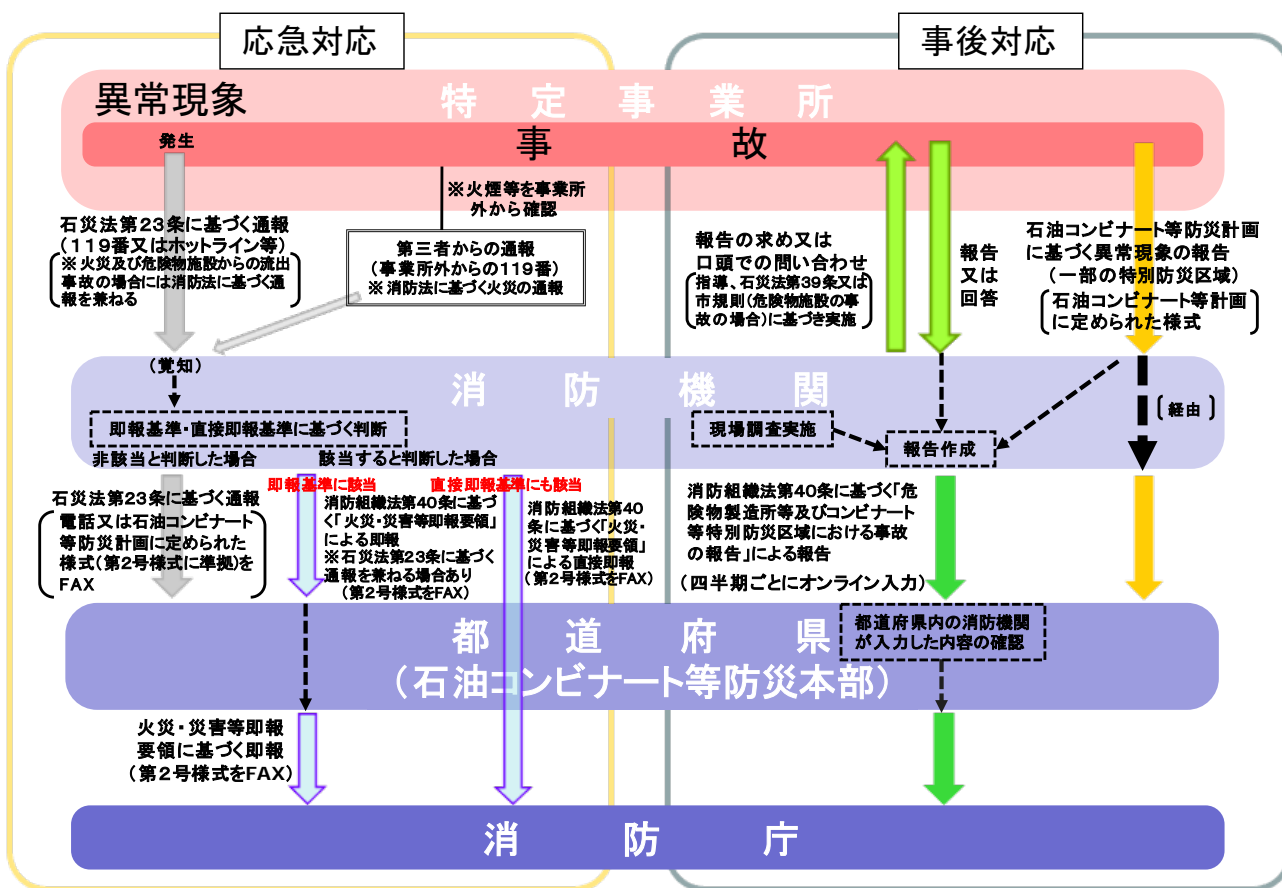 応急対応
事後対応
異常現象
特定事業所
事故
発生
※火煙等を事業所
外から確認
石災法第23条に基づく通報
(119番又はホットライン等)
※火災及び危険物施設からの流出
事故の場合には消防法に基づく通
報を兼ねる
第三者からの通報
(事業所外からの119番)
※消防法に基づく火災の通報
報告の求め又は
口頭での問い合わせ
指導、石災法第39条又は
市規則(危険物施設の事
故の場合)に基づき実施
報告
又は
回答
石油コンビナート等防災計画
に基づく異常現象の報告
(一部の特別防災区域)
石油コンビナート等計画
に定められた様式
(覚知)
消防機関
即報基準・直接即報基準に基づく判断
非該当と判断した場合
該当すると判断した場合
現場調査実施
報告作成
経由
石災法第23条に基づく通報
電話又は石油コンビナート
等防災計画に定められた
様式(第2号様式に準拠)を
FAX
即報基準に該当
消防組織法第40条に基づ
く「火災・災害等即報要領」
による即報
※石災法第23条に基づく
通報を兼ねる場合あり
(第2号様式をFAX)
直接即報基準にも該当
消防組織法第40
条に基づく「火災・
災害等即報要領」
による直接即報
(第2号様式をFAX)
消防組織法第40条に基づく「危
険物製造所等及びコンビナート
等特別防災区域における事故
の報告」による報告
(四半期ごとにオンライン入力)
都道府県
(石油コンビナート等防災本部)
都道府県内の消防機関
が入力した内容の確認
火災・災害等即報
要領に基づく即報
(第2号様式をFAX)
消防庁